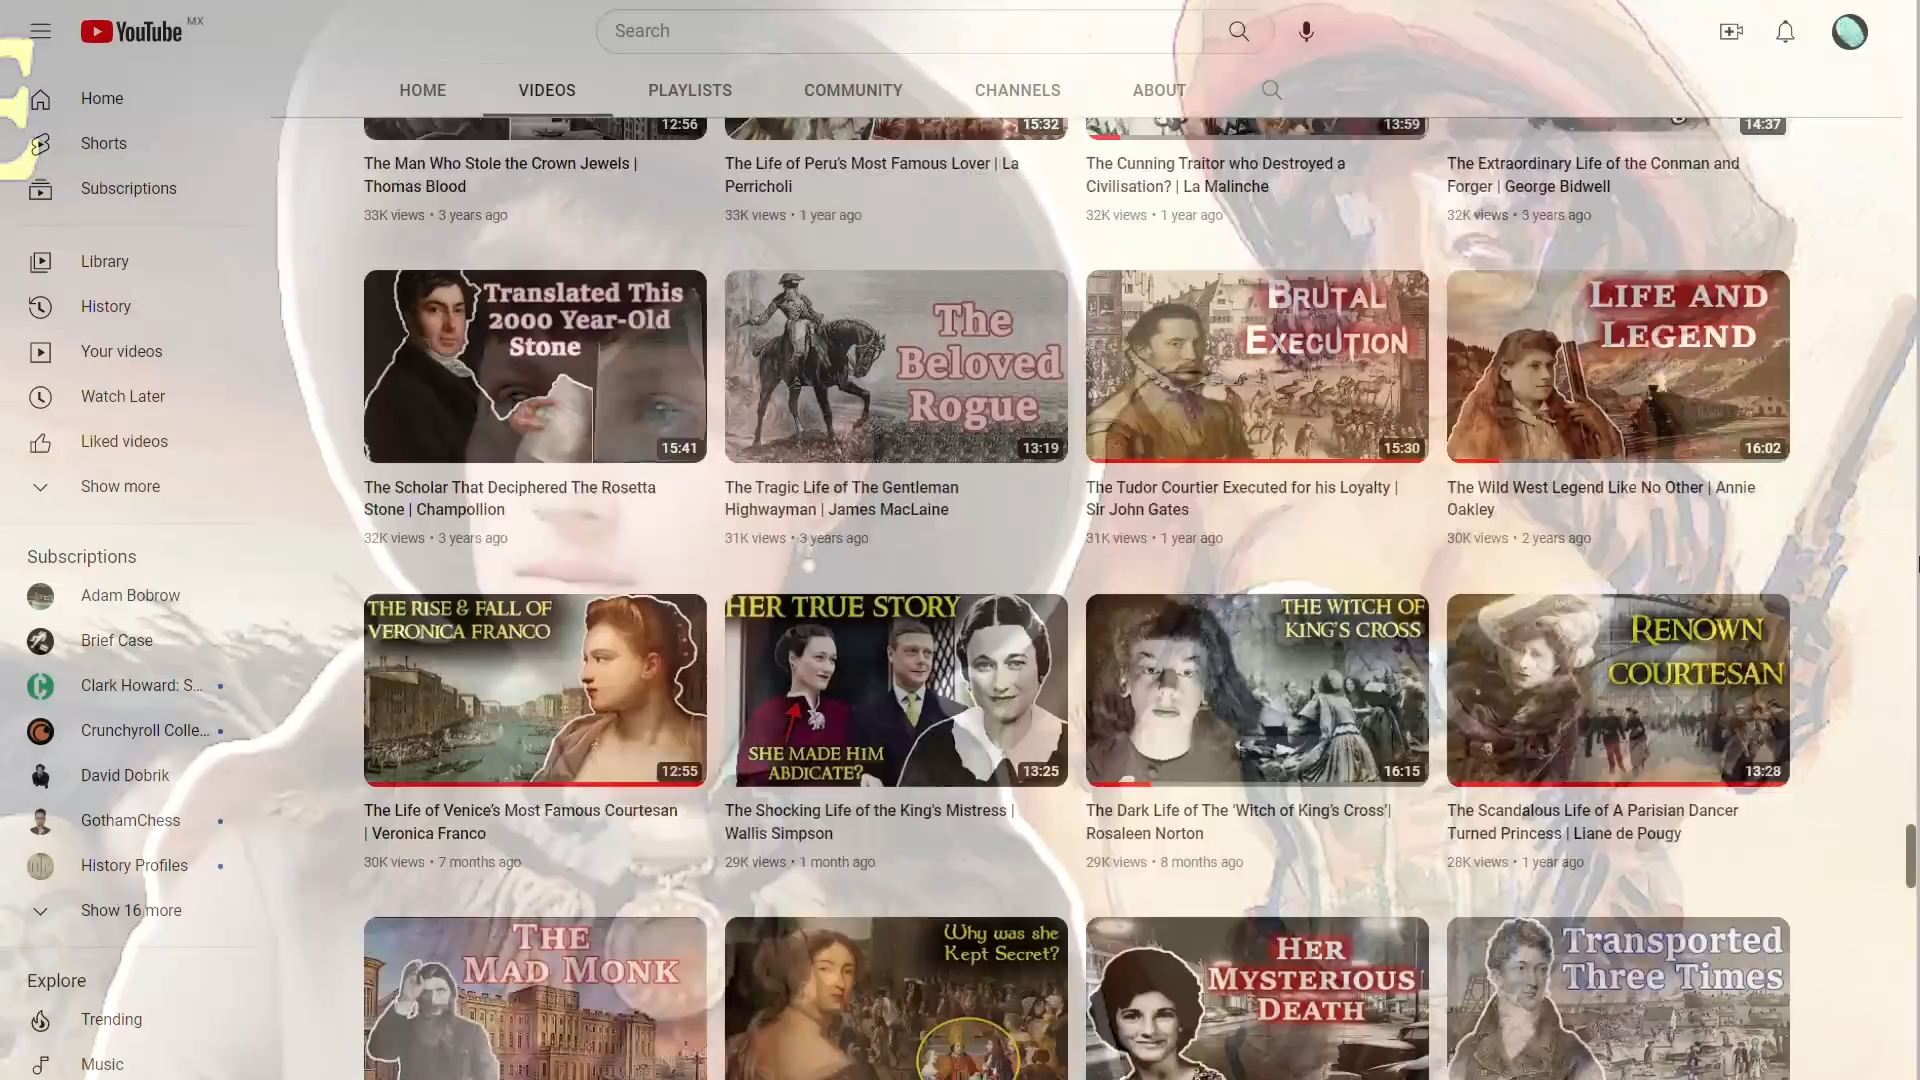 YouTube MX
Search
HOME VIDEOS PLAYLISTS COMMUNITY CHANNELS ABOUT
E
Home
Shorts
Subscriptions
Library
History
Your videos
Watch Later
Liked videos
Show more
Subscriptions
Adam Bobrow
Brief Case
Clark Howard: S...
Crunchyroll Colle...
David Dobrik
GothamChess
History Profiles
Show 16 more
Explore
Trending
Music
12:56
The Man Who Stole the Crown Jewels |
Thomas Blood
33K views • 3 years ago
15:32
The Life of Peru’s Most Famous Lover | La
Perricholi
33K views • 1 year ago
13:59
The Cunning Traitor who Destroyed a
Civilisation? | La Malinche
32K views • 1 year ago
14:37
The Extraordinary Life of the Conman and
Forger | George Bidwell
32K views • 3 years ago
Translated This
2000 Year-Old
Stone
15:41
The Scholar That Deciphered The Rosetta
Stone | Champollion
32K views • 3 years ago
The
Beloved
Rogue
13:19
The Tragic Life of The Gentleman
Highwayman | James MacLaine
31K views • 3 years ago
BRUTAL
EXECUTION
15:30
The Tudor Courtier Executed for his Loyalty |
Sir John Gates
31K views • 1 year ago
LIFE AND
LEGEND
16:02
The Wild West Legend Like No Other | Annie
Oakley
30K views • 2 years ago
THE RISE & FALL OF
VERONICA FRANCO
12:55
The Life of Venice’s Most Famous Courtesan
| Veronica Franco
30K views • 7 months ago
HER TRUE STORY
SHE MADE HIM
ABDICATE?
13:25
The Shocking Life of the King's Mistress |
Wallis Simpson
29K views • 1 month ago
THE WITCH OF
KING'S CROSS
16:15
The Dark Life of The ‘Witch of King’s Cross’|
Rosaleen Norton
29K views • 8 months ago
RENOWN
COURTESAN
13:28
The Scandalous Life of A Parisian Dancer
Turned Princess | Liane de Pougy
28K views • 1 year ago
THE
MAD MONK
Why was she
Kept Secret?
HER
MYSTERIOUS
DEATH
Transported
Three Times